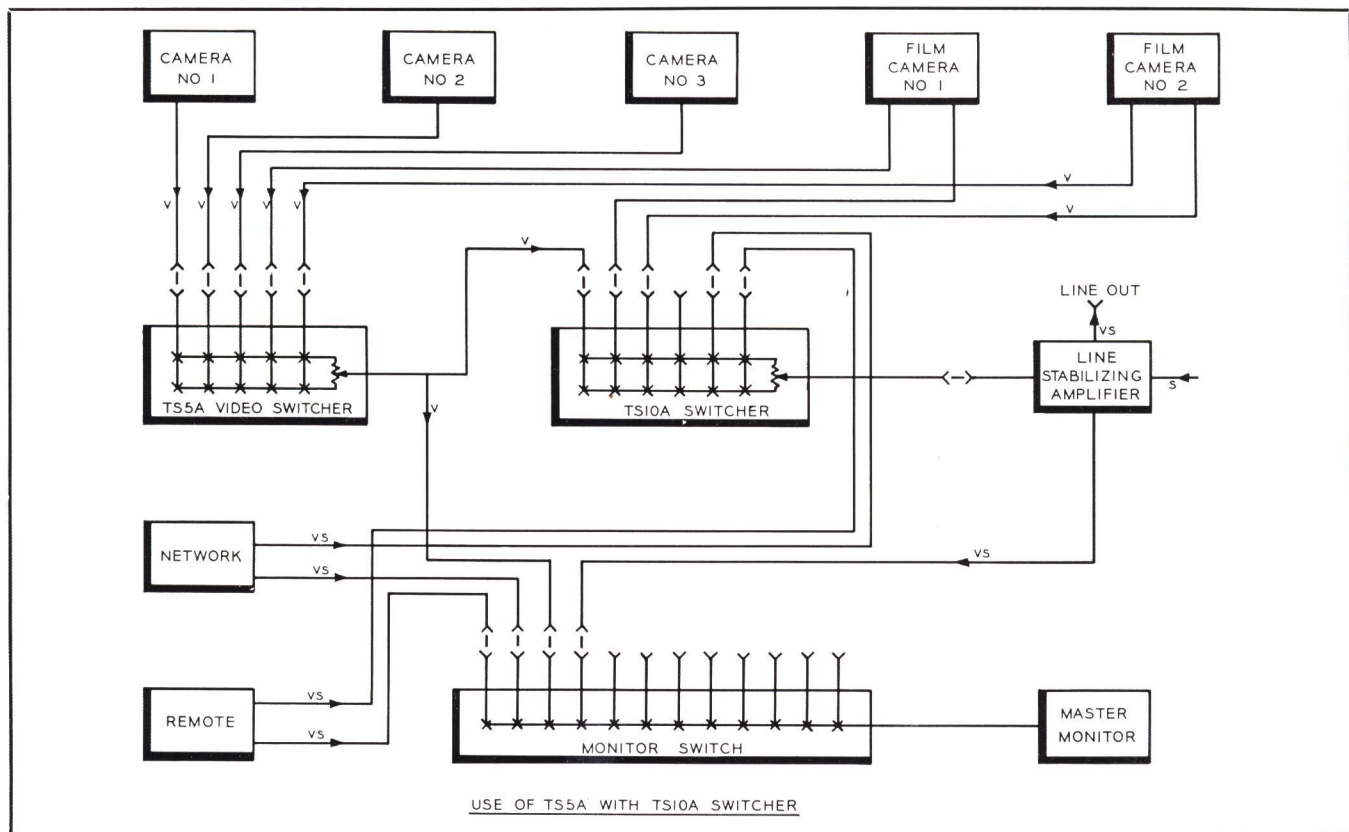 CAMERA
NO 1
CAMERA
NO 2
CAMERA
NO 3
FILM
CAMERA
NO 1
FILM
CAMERA
NO 2
V
V
V
V
V
V
V
V
LINE OUT
VS
LINE
STABILIZING
AMPLIFIER
S
TS5A VIDEO SWITCHER
TS10A SWITCHER
V
NETWORK
VS
VS
VS
REMOTE
VS
VS
MONITOR SWITCH
MASTER
MONITOR
USE OF TS5A WITH TS10A SWITCHER